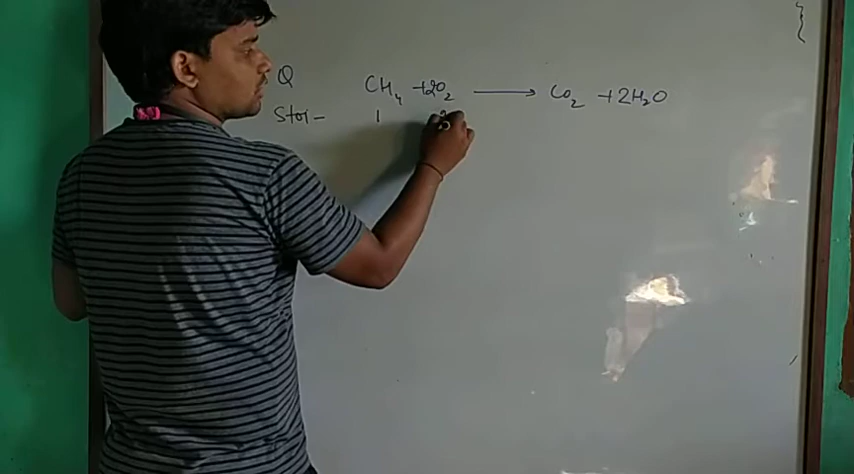 Q CH₄ +2O₂ ⟶ CO₂ +2H₂O
Stoi- 1